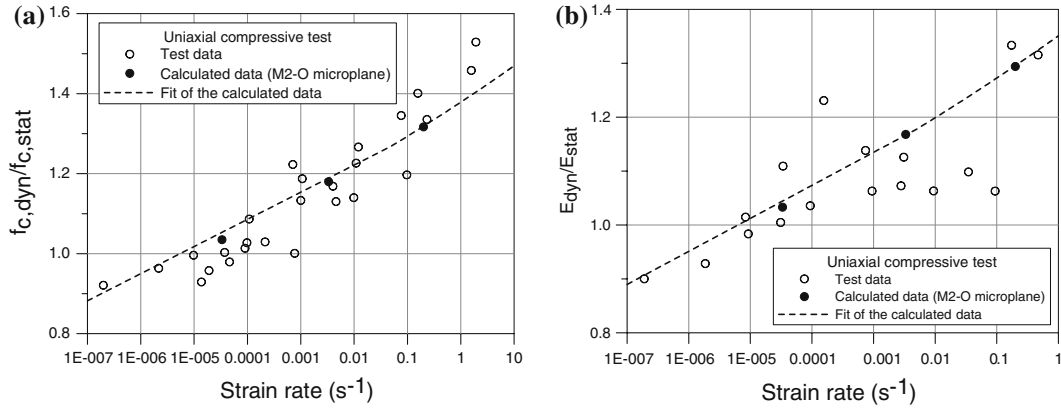 (a)
1.6
1.4
1.2
1.0
0.8
f_c,dyn/f_c,stat
Uniaxial compressive test
Test data
Calculated data (M2-O microplane)
Fit of the calculated data
1E-007 1E-006 1E-005 0.0001 0.001 0.01 0.1 1 10
Strain rate (s⁻¹)
(b)
1.4
1.2
1.0
0.8
E_dyn/E_stat
Uniaxial compressive test
Test data
Calculated data (M2-O microplane)
Fit of the calculated data
1E-007 1E-006 1E-005 0.0001 0.001 0.01 0.1 1
Strain rate (s⁻¹)